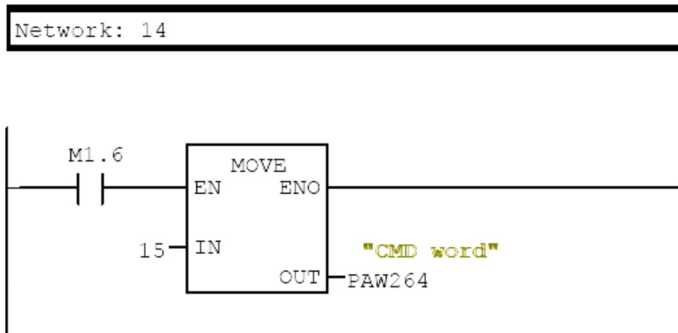 Network: 14
M1.6
MOVE
EN ENO
15 IN
"CMD word"
OUT PAW264